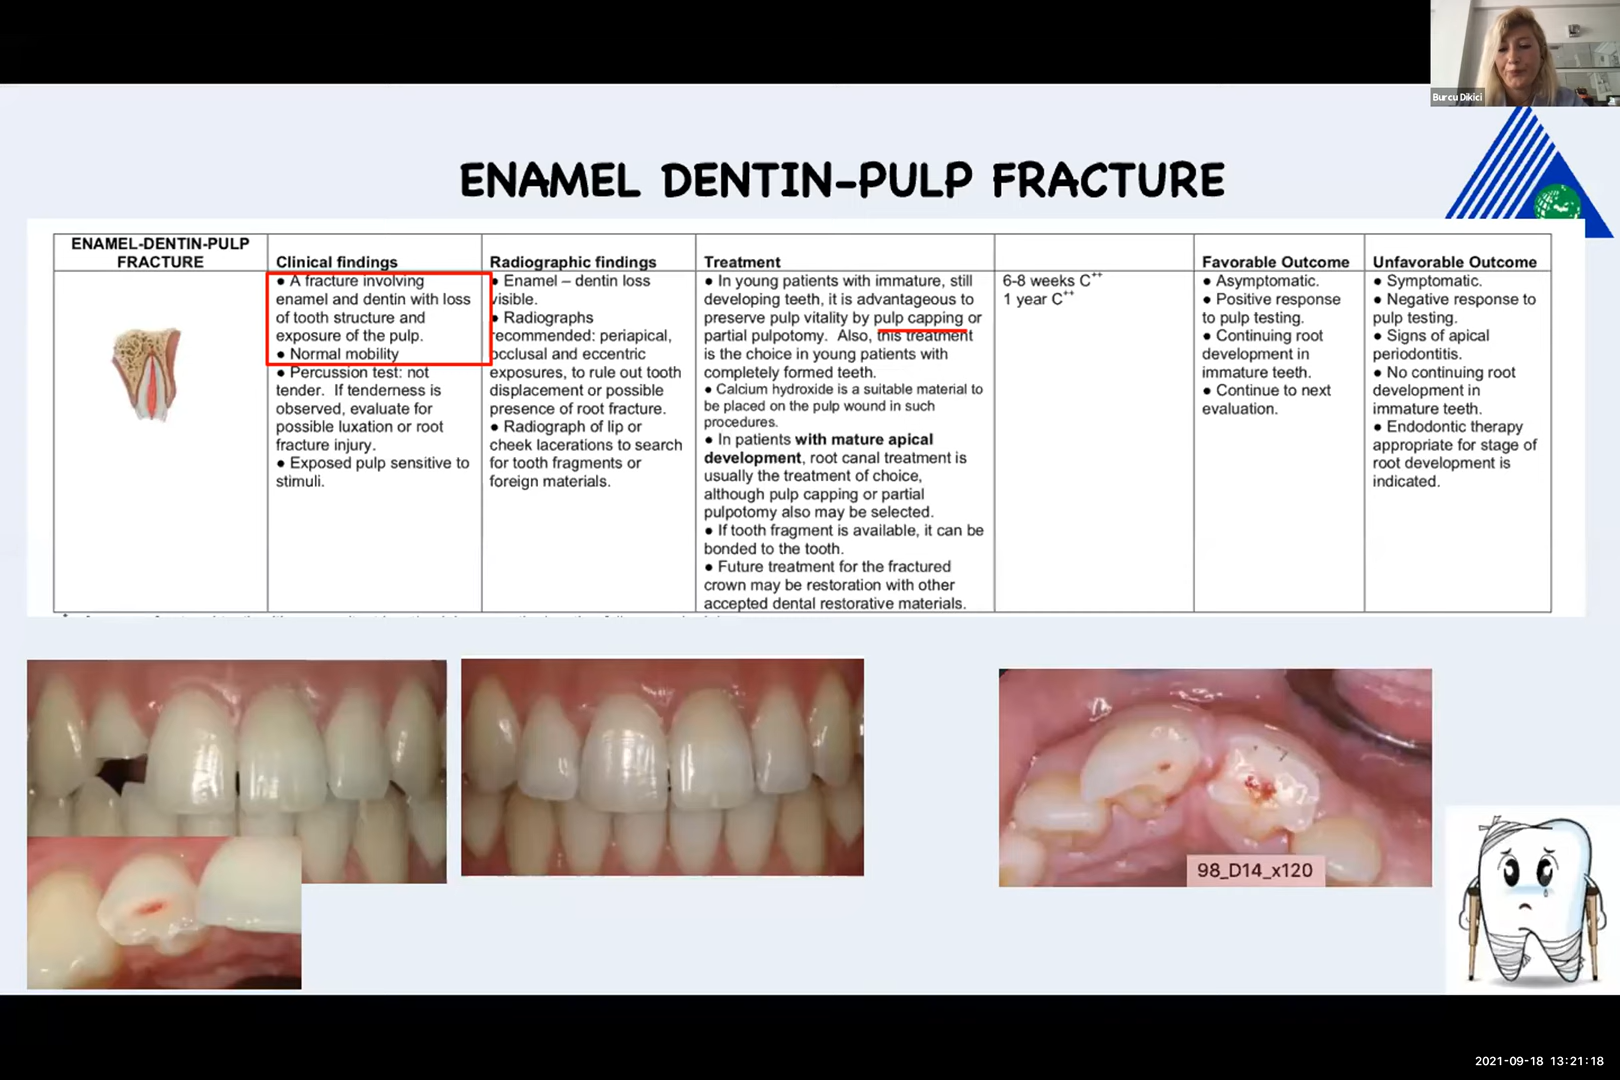 Burcu Dikici
ENAMEL DENTIN-PULP FRACTURE
ENAMEL-DENTIN-PULP
FRACTURE
Clinical findings
● A fracture involving
enamel and dentin with loss
of tooth structure and
exposure of the pulp.
● Normal mobility
● Percussion test: not
tender. If tenderness is
observed, evaluate for
possible luxation or root
fracture injury.
● Exposed pulp sensitive to
stimuli.
Radiographic findings
● Enamel – dentin loss
visible.
● Radiographs
recommended: periapical,
occlusal and eccentric
exposures, to rule out tooth
displacement or possible
presence of root fracture.
● Radiograph of lip or
cheek lacerations to search
for tooth fragments or
foreign materials.
Treatment
● In young patients with immature, still
developing teeth, it is advantageous to
preserve pulp vitality by pulp capping or
partial pulpotomy. Also, this treatment
is the choice in young patients with
completely formed teeth.
● Calcium hydroxide is a suitable material to
be placed on the pulp wound in such
procedures.
● In patients with mature apical
development, root canal treatment is
usually the treatment of choice,
although pulp capping or partial
pulpotomy also may be selected.
● If tooth fragment is available, it can be
bonded to the tooth.
● Future treatment for the fractured
crown may be restoration with other
accepted dental restorative materials.
6-8 weeks C++
1 year C++
Favorable Outcome
● Asymptomatic.
● Positive response
to pulp testing.
● Continuing root
development in
immature teeth.
● Continue to next
evaluation.
Unfavorable Outcome
● Symptomatic.
● Negative response to
pulp testing.
● Signs of apical
periodontitis.
● No continuing root
development in
immature teeth.
● Endodontic therapy
appropriate for stage of
root development is
indicated.
98_D14_x120
2021-09-18 13:21:18